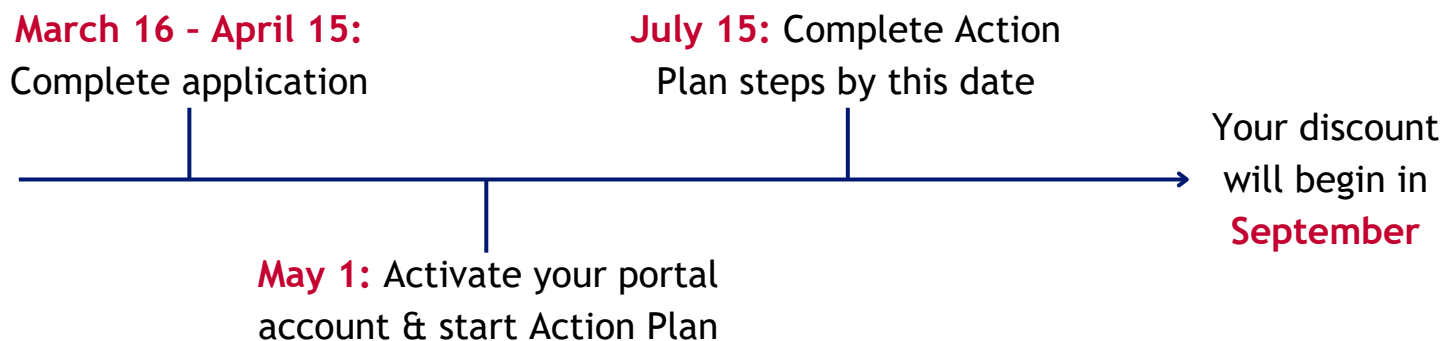 March 16 – April 15:
Complete application
July 15: Complete Action
Plan steps by this date
Your discount
will begin in
September
May 1: Activate your portal
account & start Action Plan